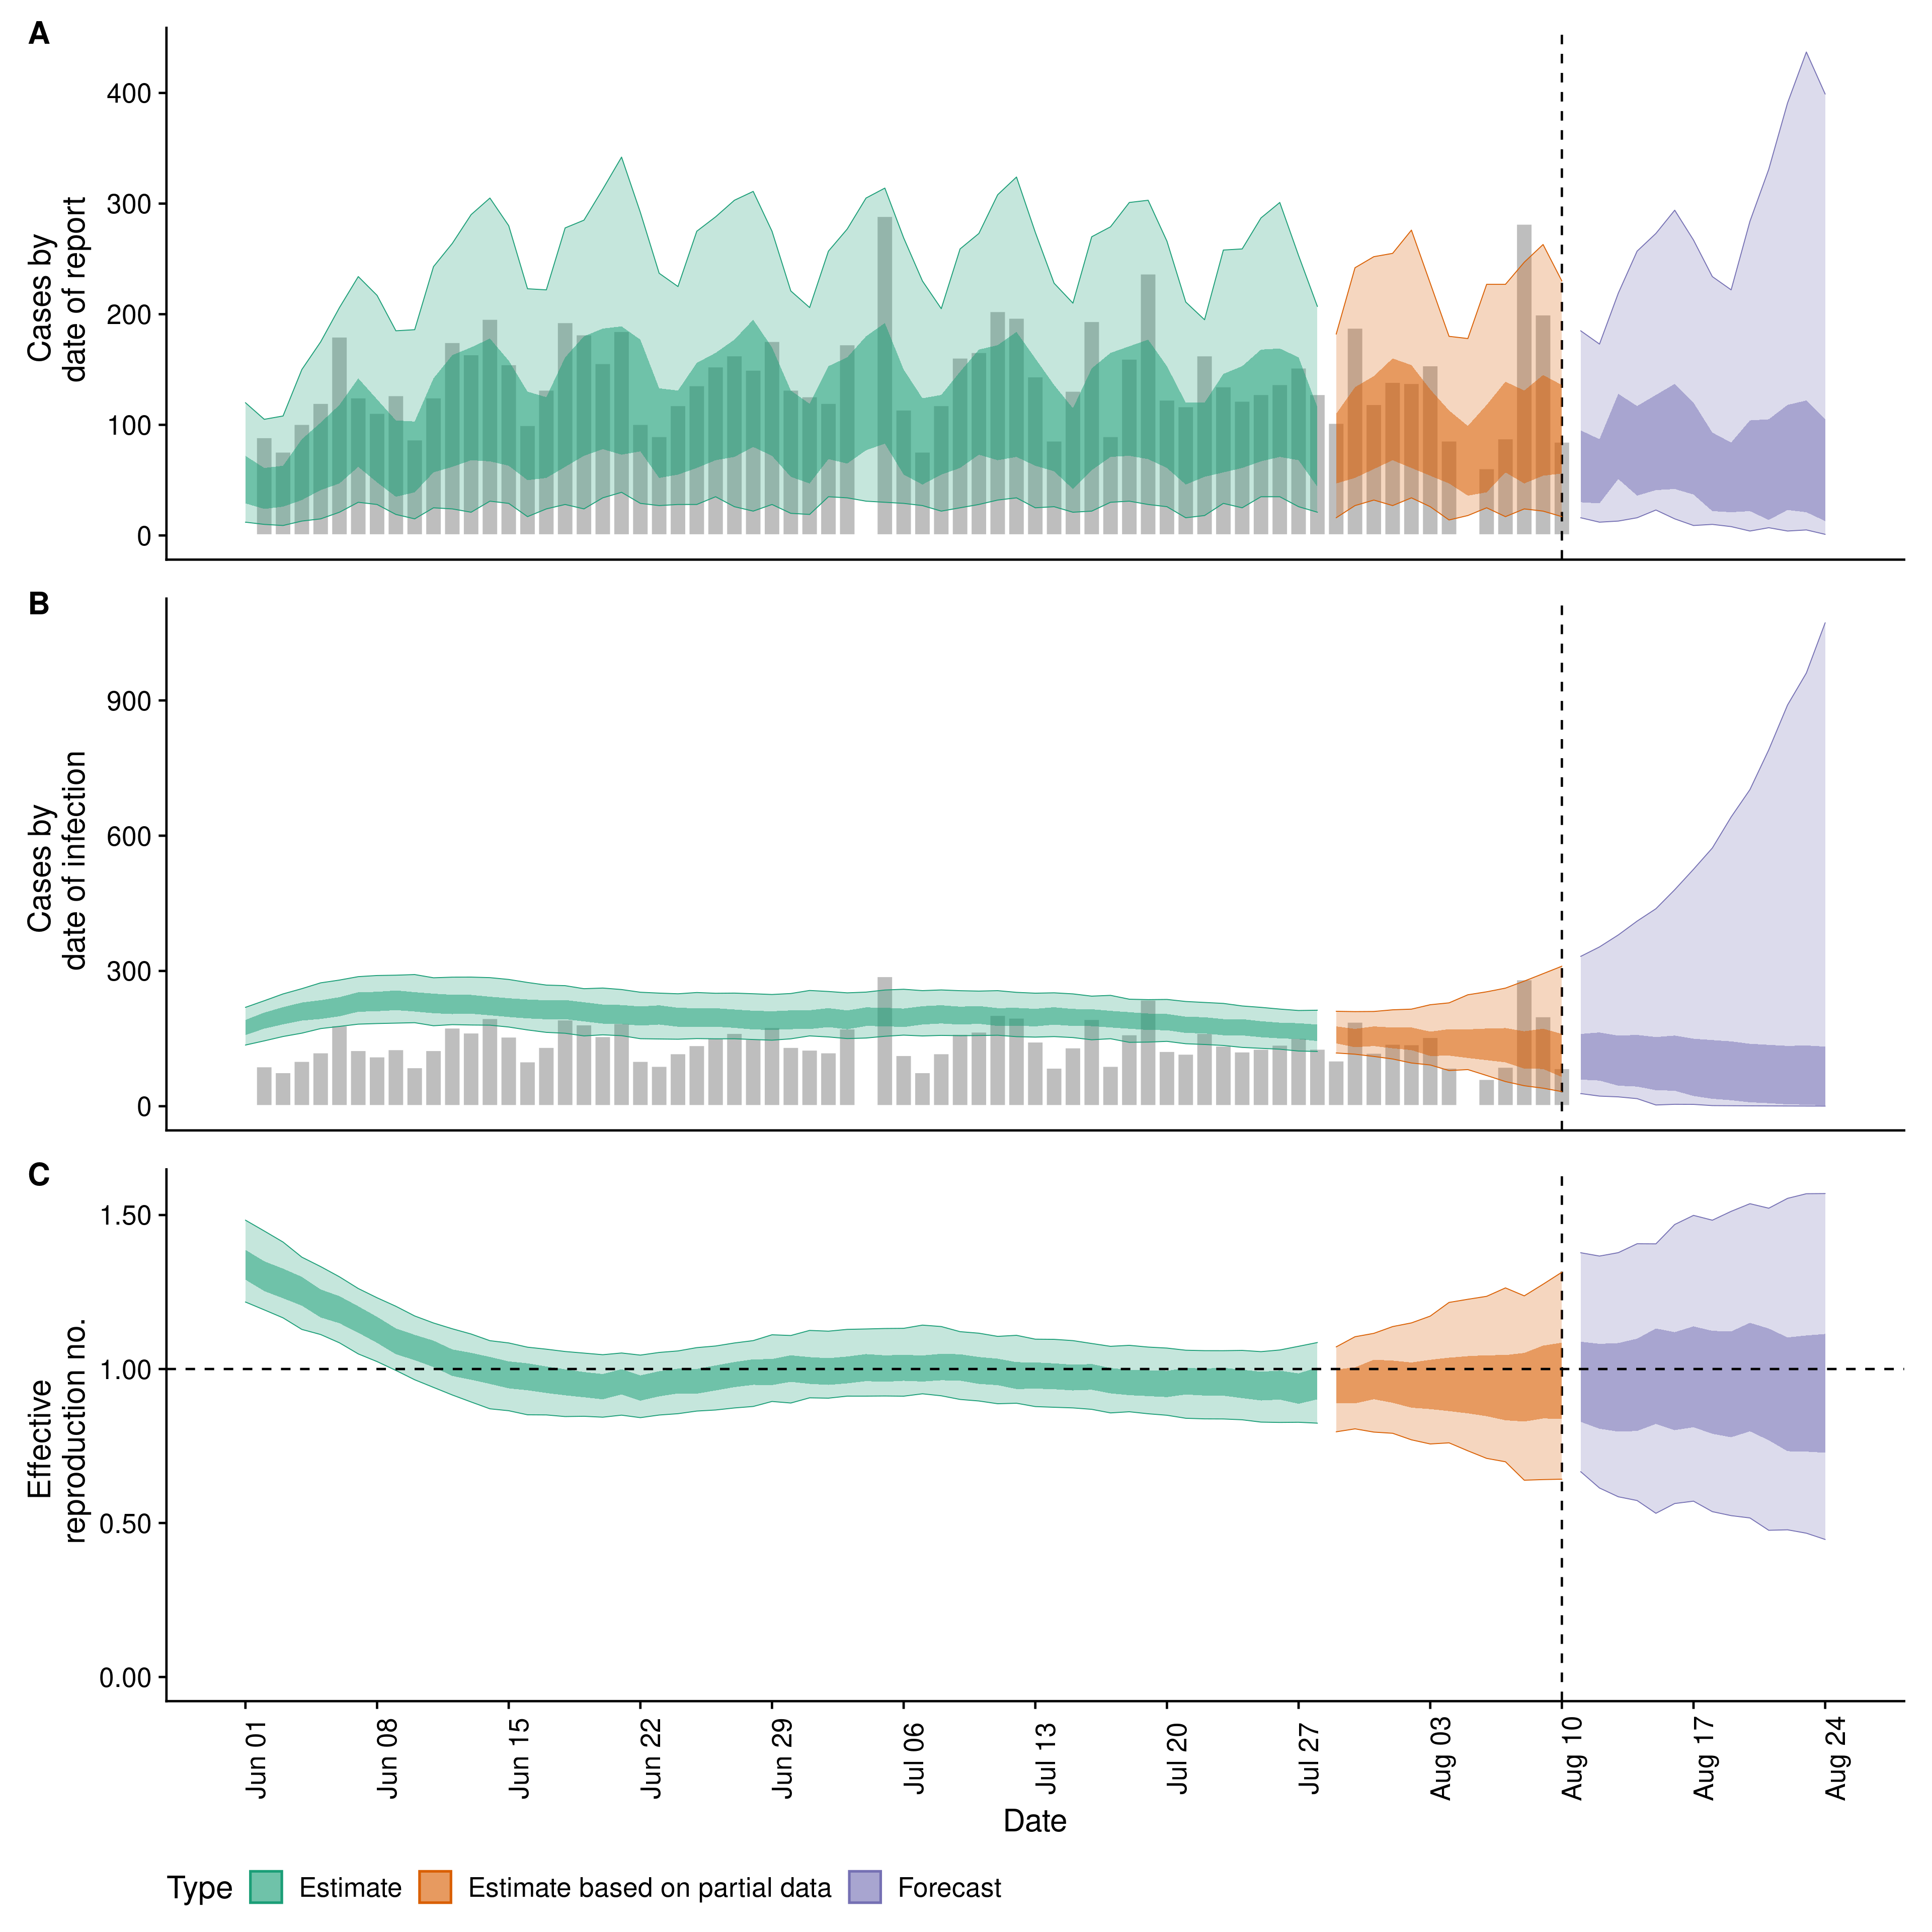 A
Cases by
date of report
400
300
200
100
0
B
Cases by
date of infection
900
600
300
0
C
Effective
reproduction no.
1.50
1.00
0.50
0.00
Jun 01
Jun 08
Jun 15
Jun 22
Jun 29
Jul 06
Jul 13
Jul 20
Jul 27
Aug 03
Aug 10
Aug 17
Aug 24
Date
Type Estimate Estimate based on partial data Forecast